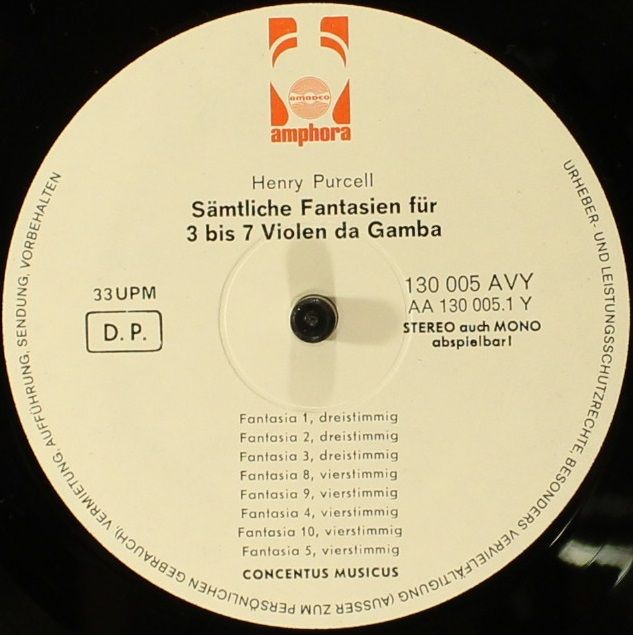 amadeo
amphora
Henry Purcell
Sämtliche Fantasien für
3 bis 7 Violen da Gamba
33UPM
D. P.
130 005 AVY
AA 130 005.1 Y
STEREO auch MONO
abspielbar!
Fantasia 1, dreistimmig
Fantasia 2, dreistimmig
Fantasia 3, dreistimmig
Fantasia 8, vierstimmig
Fantasia 9, vierstimmig
Fantasia 4, vierstimmig
Fantasia 10, vierstimmig
Fantasia 5, vierstimmig
CONCENTUS MUSICUS
URHEBER- UND LEISTUNGSSCHUTZRECHTE, BESONDERS VERVIELFÄLTIGUNG (AUSSER ZUM PERSÖNLICHEN GEBRAUCH), VERMIETUNG, AUFFÜHRUNG, SENDUNG, VORBEHALTEN